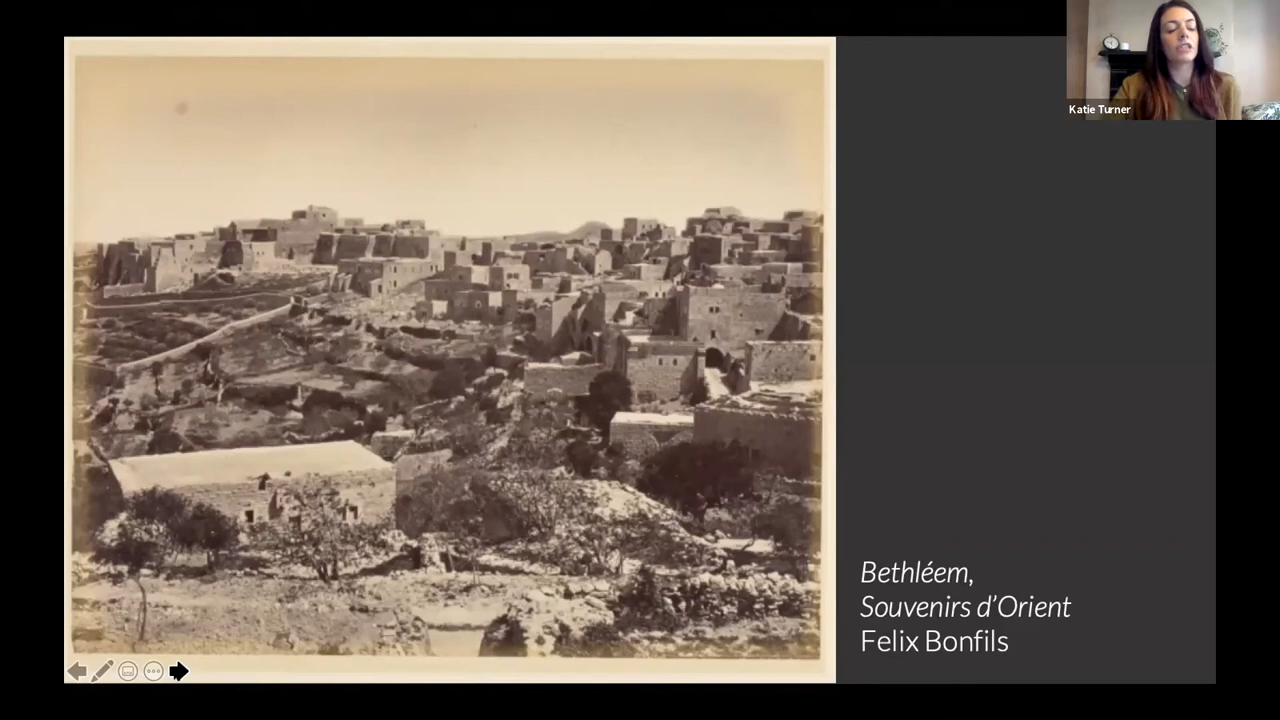 Katie Turner
Bethléem,
Souvenirs d'Orient
Felix Bonfils